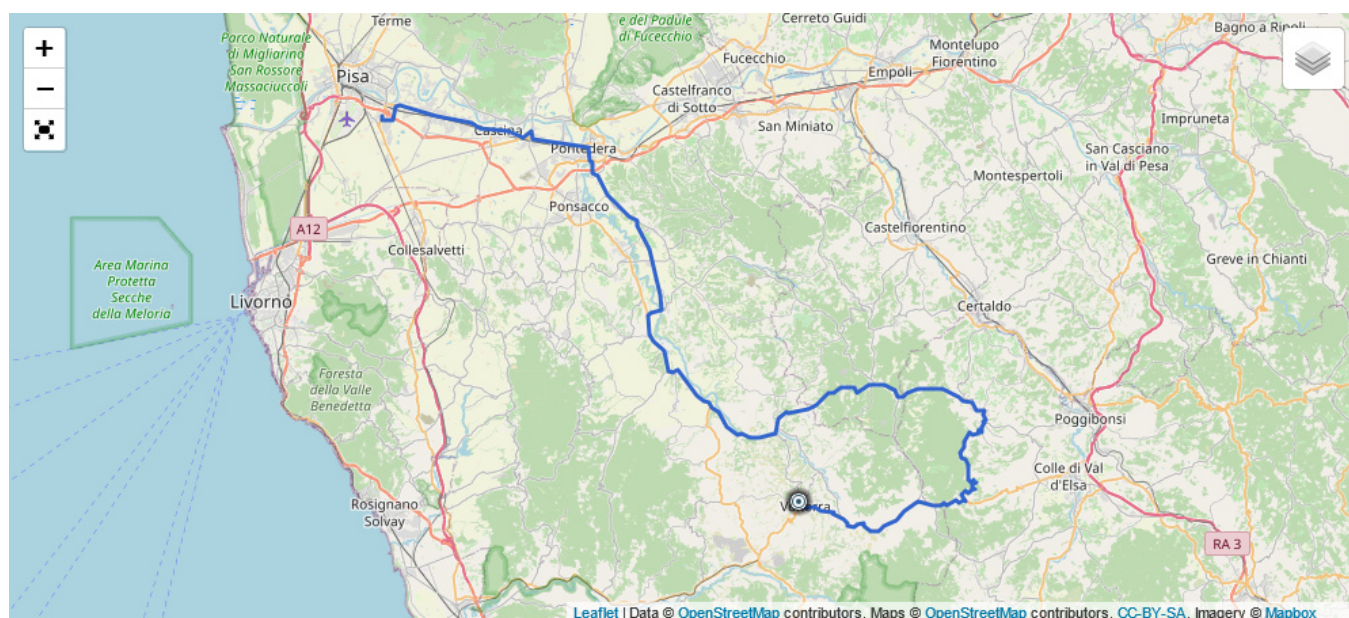 +
−
Terme
Parco Naturale
di Migliarino
San Rossore
Massaciuccoli
Pisa
e del Padule
di Fucecchio
Cerreto Guidi
Fucecchio
Castelfranco
di Sotto
Empoli
Montelupo
Fiorentino
San Miniato
Cascina
Pontedera
Ponsacco
Impruneta
San Casciano
in Val di Pesa
Montespertoli
A12
Collesalvetti
Castelfiorentino
Greve in Chianti
Area Marina
Protetta
Secche
della Meloria
Livorno
Certaldo
Foresta
della Valle
Benedetta
Poggibonsi
Colle di Val
d'Elsa
Rosignano
Solvay
RA 3
Leaflet | Data © OpenStreetMap contributors, Maps © OpenStreetMap contributors, CC-BY-SA, Imagery © Mapbox